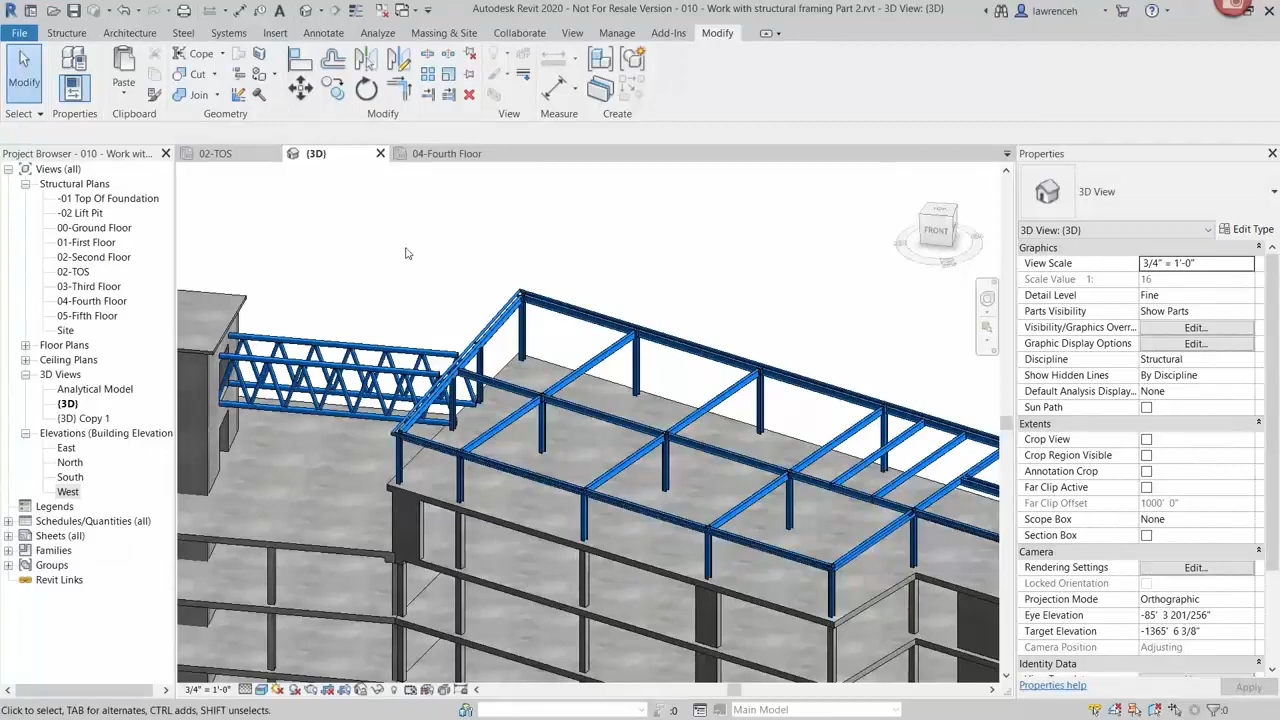 Autodesk Revit 2020 - Not For Resale Version - 010 - Work with structural framing Part 2.rvt - 3D View: {3D}
lawrenceh
File Structure Architecture Steel Systems Insert Annotate Analyze Massing & Site Collaborate View Manage Add-Ins Modify
Cope
Cut
Join
Modify
Paste
Select Properties Clipboard Geometry Modify View Measure Create
Project Browser - 010 - Work wit...
02-TOS
{3D}
04-Fourth Floor
Properties
Views (all)
Structural Plans
-01 Top Of Foundation
-02 Lift Pit
00-Ground Floor
01-First Floor
02-Second Floor
02-TOS
03-Third Floor
04-Fourth Floor
05-Fifth Floor
Site
Floor Plans
Ceiling Plans
3D Views
Analytical Model
{3D}
{3D} Copy 1
Elevations (Building Elevation
East
North
South
West
Legends
Schedules/Quantities (all)
Sheets (all)
Families
Groups
Revit Links
FRONT
3D View
3D View: {3D} Edit Type
Graphics
View Scale 3/4" = 1'-0"
Scale Value 1: 16
Detail Level Fine
Parts Visibility Show Parts
Visibility/Graphics Overr... Edit...
Graphic Display Options Edit...
Discipline Structural
Show Hidden Lines By Discipline
Default Analysis Display... None
Sun Path
Extents
Crop View
Crop Region Visible
Annotation Crop
Far Clip Active
Far Clip Offset 1000' 0"
Scope Box None
Section Box
Camera
Rendering Settings Edit...
Locked Orientation
Projection Mode Orthographic
Eye Elevation -85' 3 201/256"
Target Elevation -1365' 6 3/8"
Camera Position Adjusting
Identity Data
Properties help Apply
3/4" = 1'-0"
Click to select, TAB for alternates, CTRL adds, SHIFT unselects.
:0
Main Model
:0